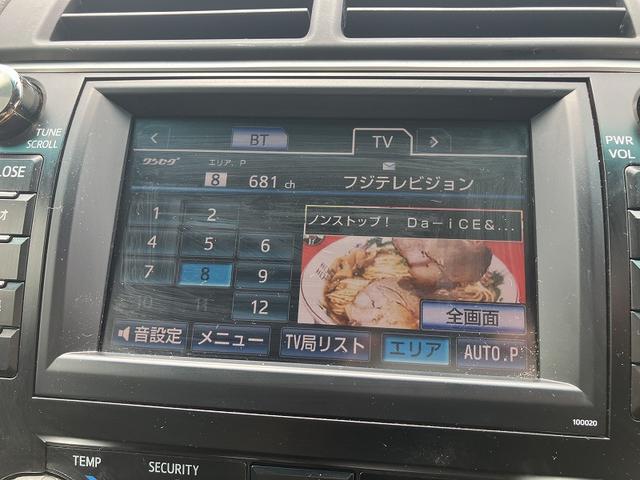 TUNE
SCROLL
PWR
VOL
BT
TV
ワンセグ
エリア.P
8 681 ch
フジテレビジョン
1 2
4 5 6
7 8 9
10 11 12
ノンストップ! Da-iCE&...
全画面
音設定
メニュー
TV局リスト
エリア
AUTO.P
100020
TEMP
SECURITY